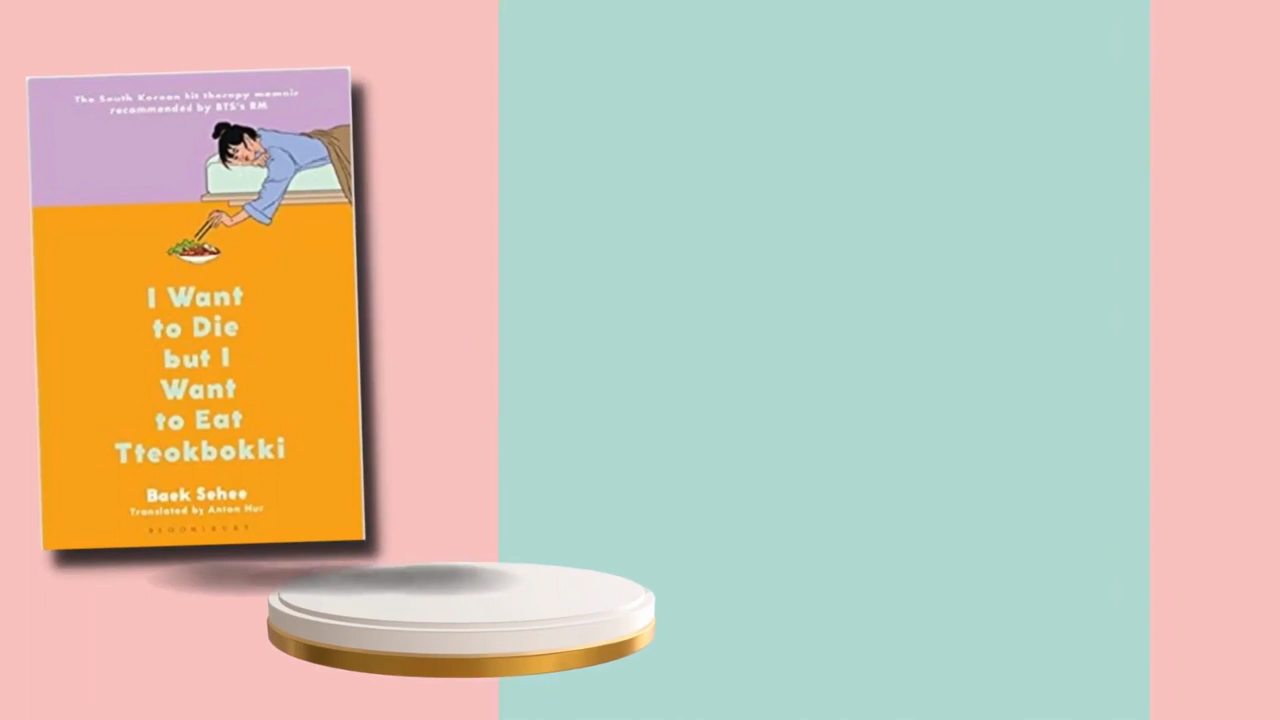 The South Korean hit therapy memoir
recommended by BTS's RM
I Want
to Die
but I
Want
to Eat
Tteokbokki
Baek Sehee
Translated by Anton Hur
BLOOMSBURY